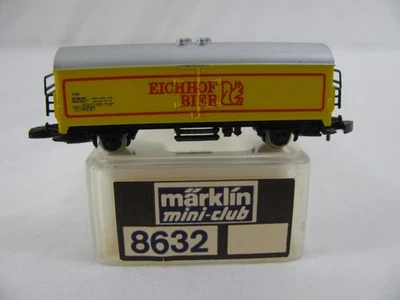 EICHHOF
BIER
märklin
mini-club
8632